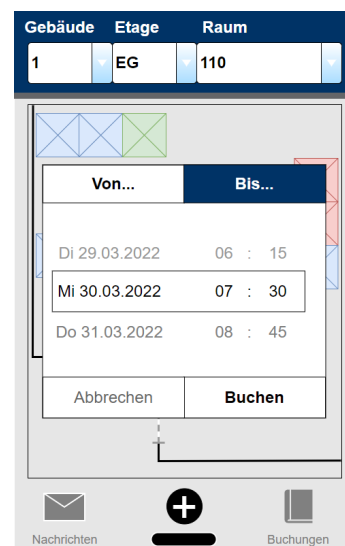 Gebäude Etage Raum
1 EG 110
Von... Bis...
Di 29.03.2022 06 : 15
Mi 30.03.2022 07 : 30
Do 31.03.2022 08 : 45
Abbrechen Buchen
Nachrichten Buchungen